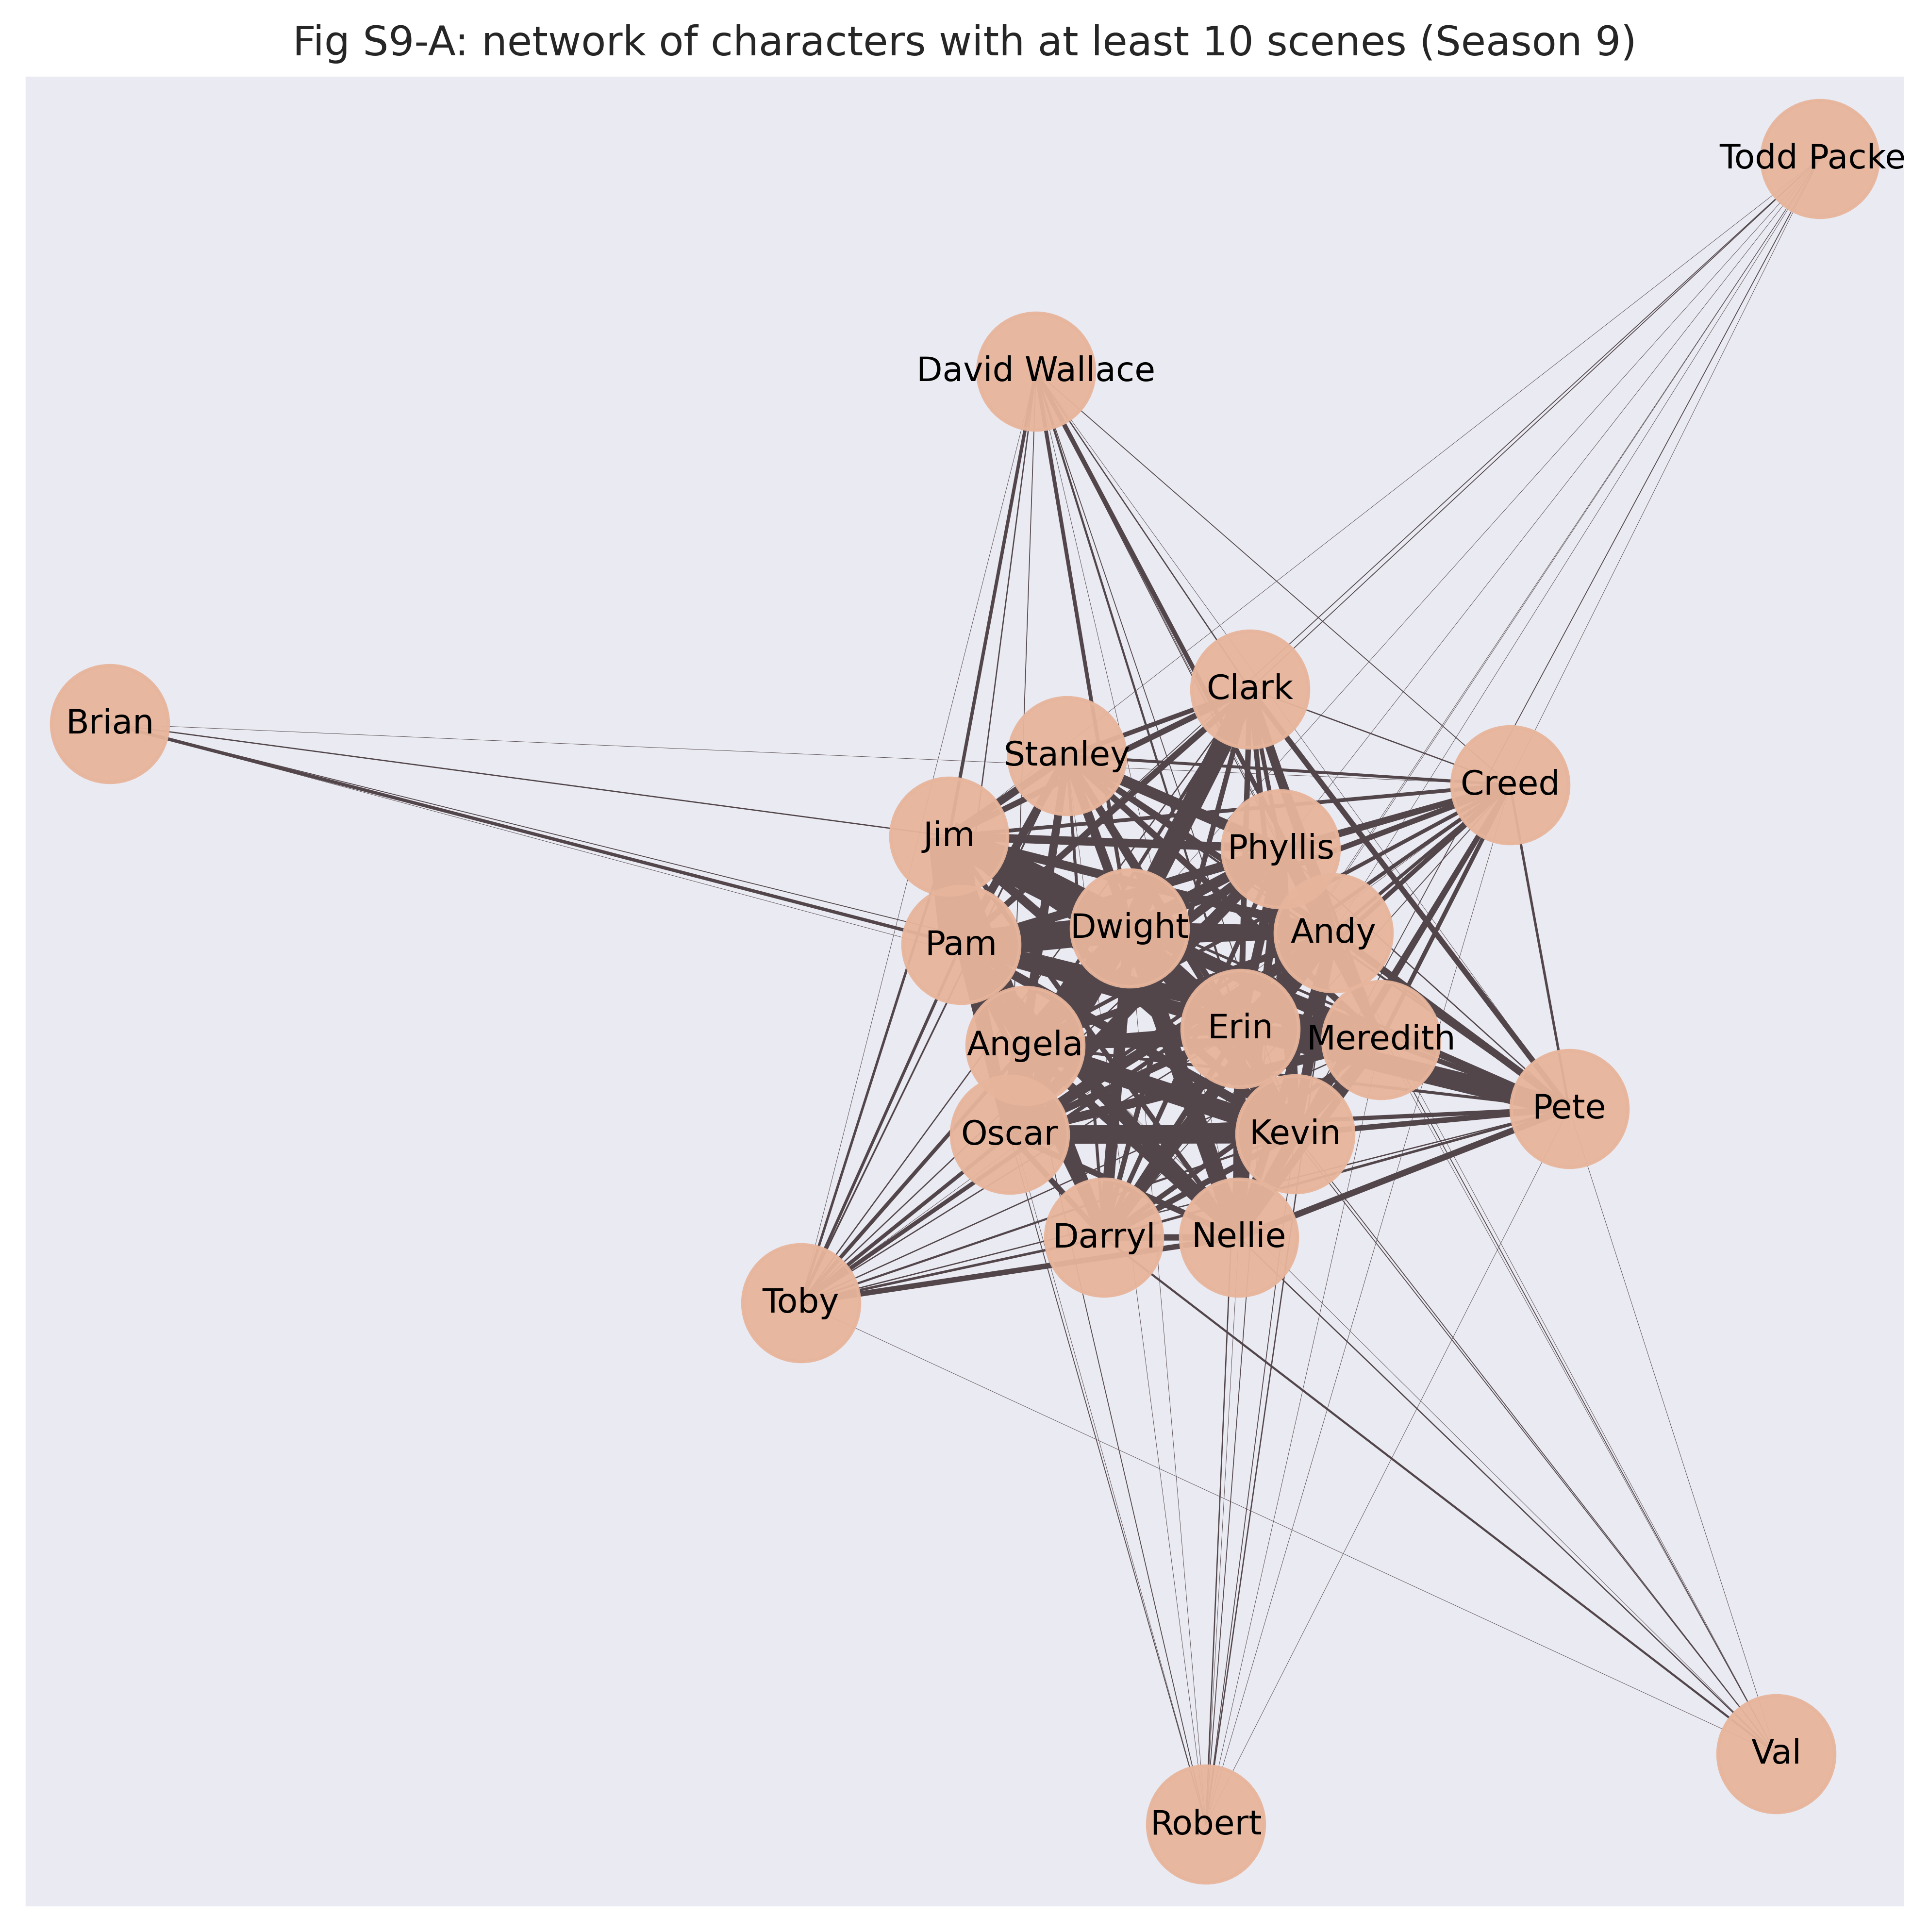 Fig S9-A: network of characters with at least 10 scenes (Season 9)
Todd Packe
David Wallace
Clark
Brian
Stanley
Creed
Jim
Phyllis
Dwight
Andy
Pam
Erin
Meredith
Angela
Pete
Oscar
Kevin
Darryl
Nellie
Toby
Val
Robert